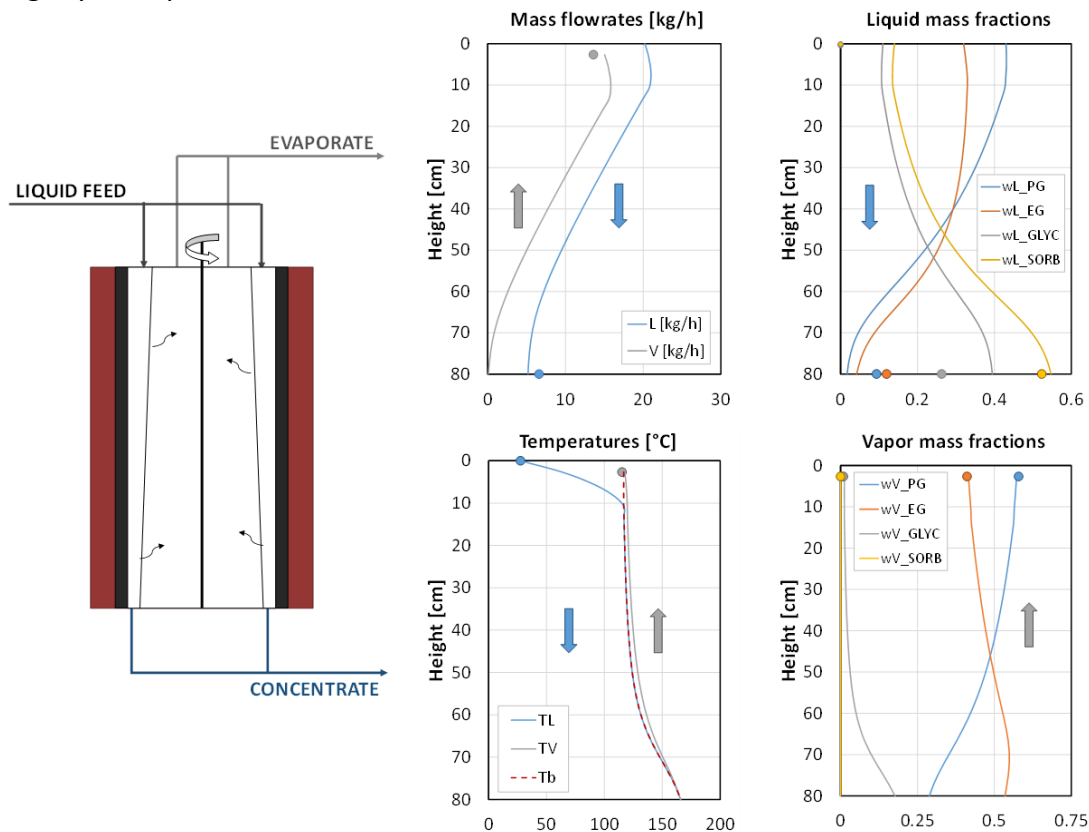 EVAPORATE
LIQUID FEED
CONCENTRATE
Mass flowrates [kg/h]
Height [cm]
0
10
20
30
40
50
60
70
80
L [kg/h]
V [kg/h]
0 10 20 30
Liquid mass fractions
Height [cm]
0
10
20
30
40
50
60
70
80
wL_PG
wL_EG
wL_GLYC
wL_SORB
0 0.2 0.4 0.6
Temperatures [°C]
Height [cm]
0
10
20
30
40
50
60
70
80
TL
TV
Tb
0 50 100 150 200
Vapor mass fractions
Height [cm]
0
10
20
30
40
50
60
70
80
wV_PG
wV_EG
wV_GLYC
wV_SORB
0 0.25 0.5 0.75